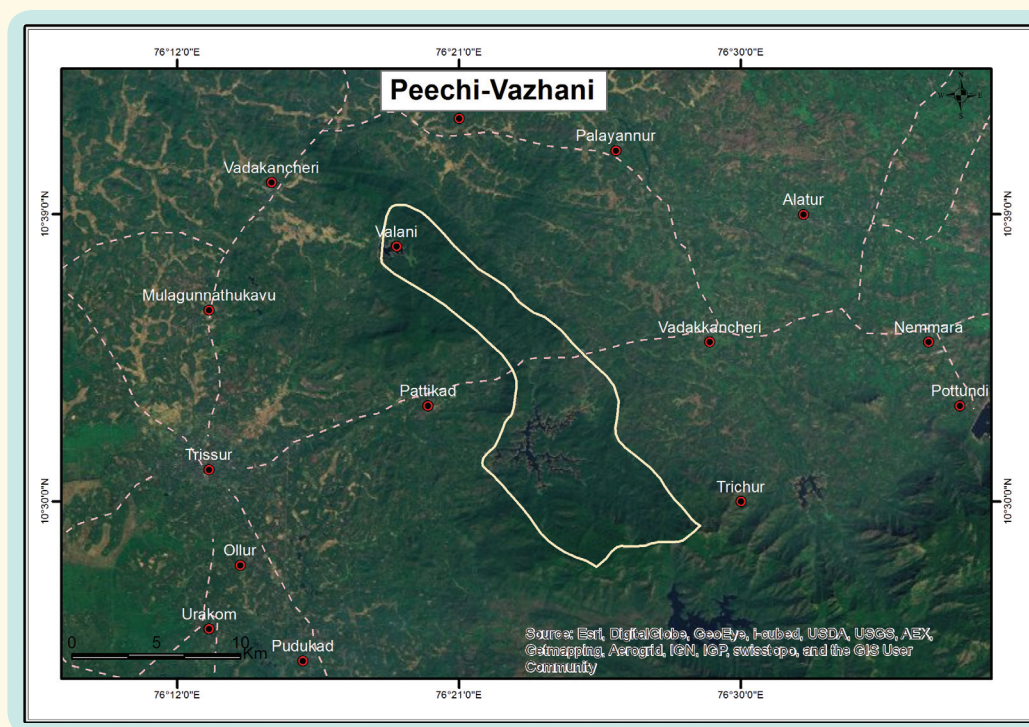 76°12'0"E 76°21'0"E 76°30'0"E
Peechi-Vazhani
N
W E
S
Palayannur
Vadakancheri
Alatur
10°39'0"N 10°39'0"N
Valani
Mulagunnathukavu
Vadakkancheri Nemmara
Pattikad Pottundi
Trissur
Trichur
10°30'0"N 10°30'0"N
Ollur
Urakom
0 5 10
Km
Pudukad
Source: Esri, DigitalGlobe, GeoEye, i-cubed, USDA, USGS, AEX,
Getmapping, Aerogrid, IGN, IGP, swisstopo, and the GIS User
Community
76°12'0"E 76°21'0"E 76°30'0"E